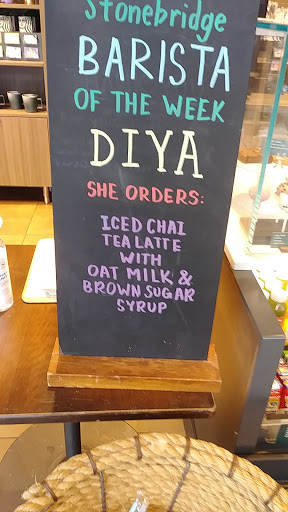 Stonebridge
BARISTA
OF THE WEEK
DIYA
SHE ORDERS:
ICED CHAI
TEA LATTE
WITH
OAT MILK &
BROWN SUGAR
SYRUP